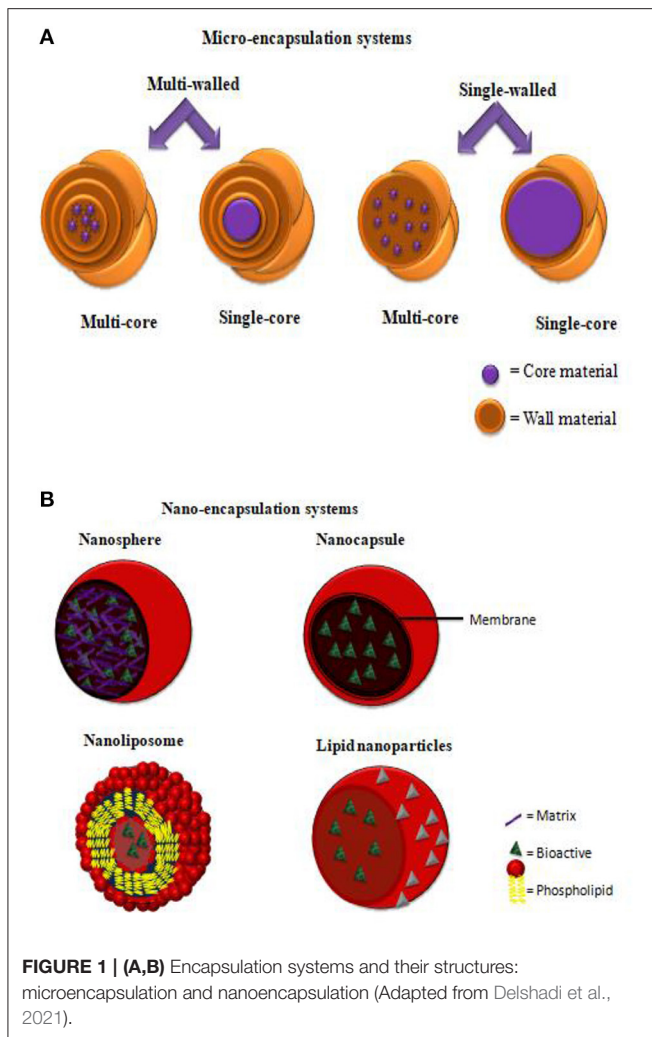 A
Micro-encapsulation systems
Multi-walled
Single-walled
Multi-core
Single-core
Multi-core
Single-core
= Core material
= Wall material
B
Nano-encapsulation systems
Nanosphere
Nanocapsule
Membrane
Nanoliposome
Lipid nanoparticles
= Matrix
= Bioactive
= Phospholipid
FIGURE 1 | (A,B) Encapsulation systems and their structures:
microencapsulation and nanoencapsulation (Adapted from Delshadi et al.,
2021).